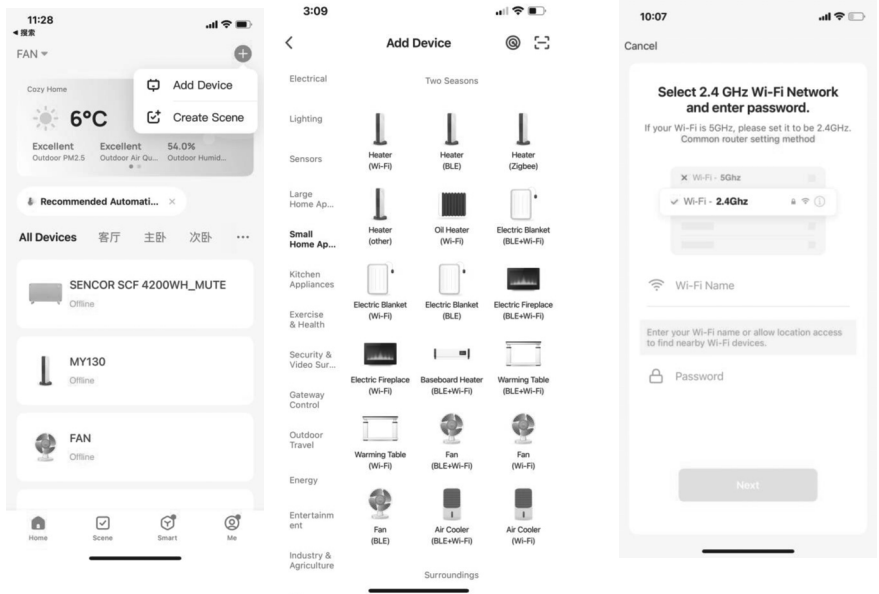 11:28
◀ 搜索
FAN
Add Device
Create Scene
Cozy Home
6°C
Excellent
Outdoor PM2.5
Excellent
Outdoor Air Qu...
54.0%
Outdoor Humid...
Recommended Automati... ×
All Devices 客厅 主卧 次卧 ...
SENCOR SCF 4200WH_MUTE
Offline
MY130
Offline
FAN
Offline
Home
Scene
Smart
Me
3:09
Add Device
Electrical
Lighting
Sensors
Large
Home Ap...
Small
Home Ap...
Kitchen
Appliances
Exercise
& Health
Security &
Video Sur...
Gateway
Control
Outdoor
Travel
Energy
Entertainm
ent
Industry &
Agriculture
Two Seasons
Heater
(Wi-Fi)
Heater
(BLE)
Heater
(Zigbee)
Heater
(other)
Oil Heater
(Wi-Fi)
Electric Blanket
(BLE+Wi-Fi)
Electric Blanket
(Wi-Fi)
Electric Blanket
(BLE)
Electric Fireplace
(BLE+Wi-Fi)
Electric Fireplace
(Wi-Fi)
Baseboard Heater
(BLE+Wi-Fi)
Warming Table
(BLE+Wi-Fi)
Warming Table
(Wi-Fi)
Fan
(BLE+Wi-Fi)
Fan
(Wi-Fi)
Fan
(BLE)
Air Cooler
(BLE+Wi-Fi)
Air Cooler
(Wi-Fi)
Surroundings
10:07
Cancel
Select 2.4 GHz Wi-Fi Network
and enter password.
If your Wi-Fi is 5GHz, please set it to be 2.4GHz.
Common router setting method
Wi-Fi - 5Ghz
Wi-Fi - 2.4Ghz
Wi-Fi Name
Enter your Wi-Fi name or allow location access
to find nearby Wi-Fi devices.
Password
Next